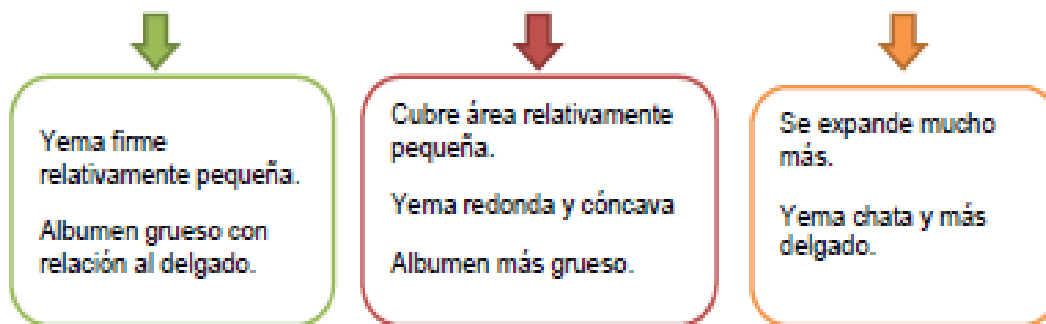 Yema firme
relativamente pequeña.
Albumen grueso con
relación al delgado.
Cubre área relativamente
pequeña.
Yema redonda y cóncava
Albumen más grueso.
Se expande mucho
más.
Yema chata y más
delgado.